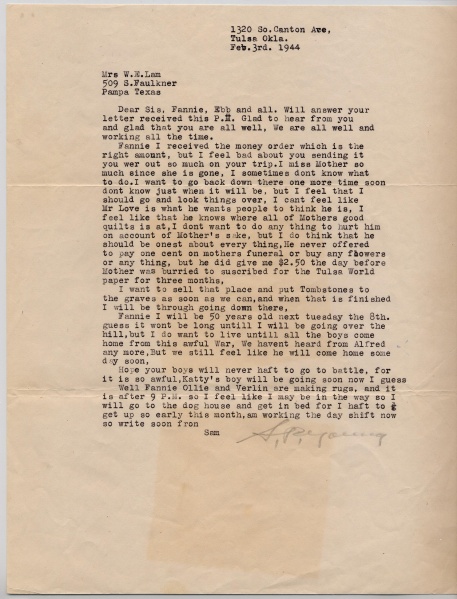 1320 So.Canton Ave,
Tulsa Okla.
Feb.3rd. 1944
Mrs W.E.Lam
509 S.Faulkner
Pampa Texas
Dear Sis, Fannie, Ebb and all. Will answer your
letter received this P.M. Glad to hear from you
and glad that you are all well, We are all well and
working all the time.
Fannie I received the money order which is the
right amount, but I feel bad about you sending it
you wer out so much on your trip.I miss Mother so
much since she is gone, I sometimes dont know what
to do.I want to go back down there one more time soon
dont know just when it will be, but I feel that I
should go and look things over, I cant feel like
Mr Love is what he wants people to think he is, I
feel like that he knows where all of Mothers good
quilts is at,I dont want to do any thing to hurt him
on account of Mother's sake, but I do think that he
should be onest about every thing,He never offered
to pay one cent on mothers funeral or buy any flowers
or any thing, but he did give me $2.50 the day before
Mother was burried to suscribed for the Tulsa World
paper for three months,
I want to sell that place and put Tombstones to
the graves as soon as we can,and when that is finished
I will be through going down there,
Fannie I will be 50 years old next tuesday the 8th.
guess it wont be long untill I will be going over the
hill,but I do want to live untill all the boys come
home from this awful War, We havent heard from Alfred
any more,But we still feel like he will come home some
day soon,
Hope your boys will never haft to go to battle, for
it is so awful,Katty's boy will be going soon now I guess
Well Fannie Ollie and Verlin are making rugs, and it
is after 9 P.M. so I feel like I may be in the way so I
will go to the dog house and get in bed for I haft to
get up so early this month,am working the day shift now
so write soon fron
Sam
S. P. Young